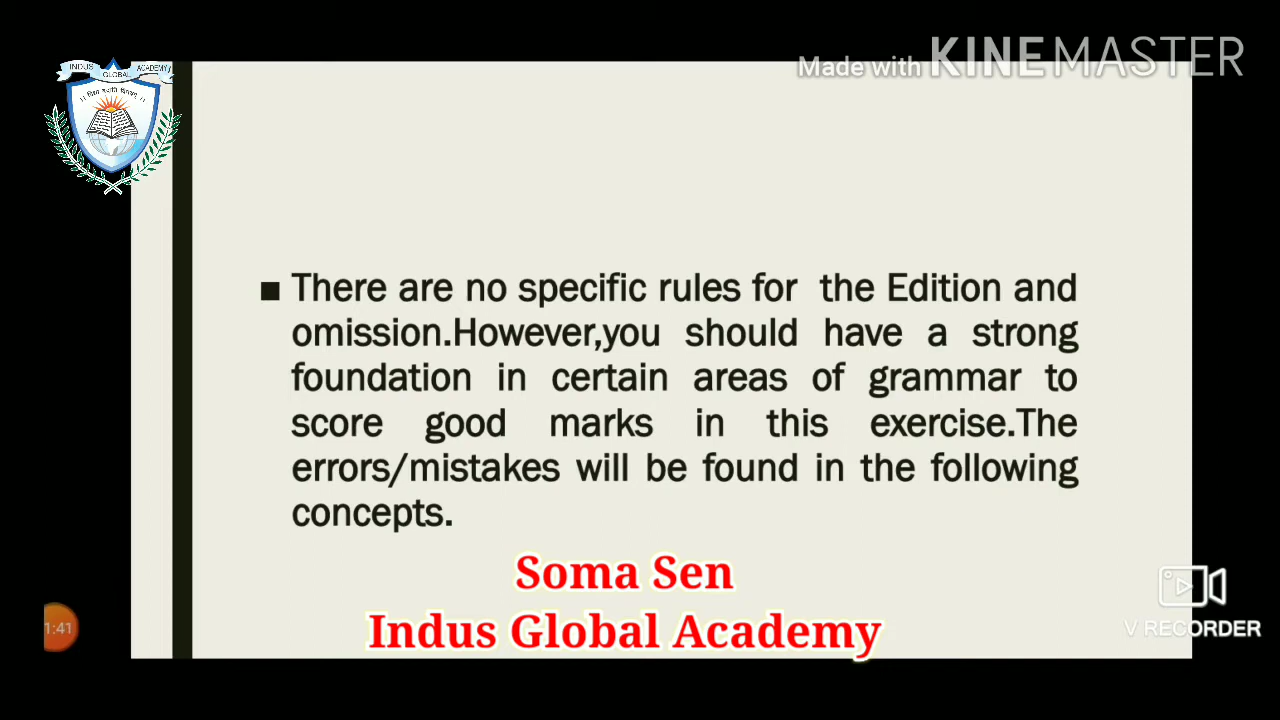 INDUS GLOBAL ACADEMY
Made with KINEMASTER
There are no specific rules for the Edition and
omission.However,you should have a strong
foundation in certain areas of grammar to
score good marks in this exercise.The
errors/mistakes will be found in the following
concepts.
Soma Sen
Indus Global Academy
1:41
V RECORDER